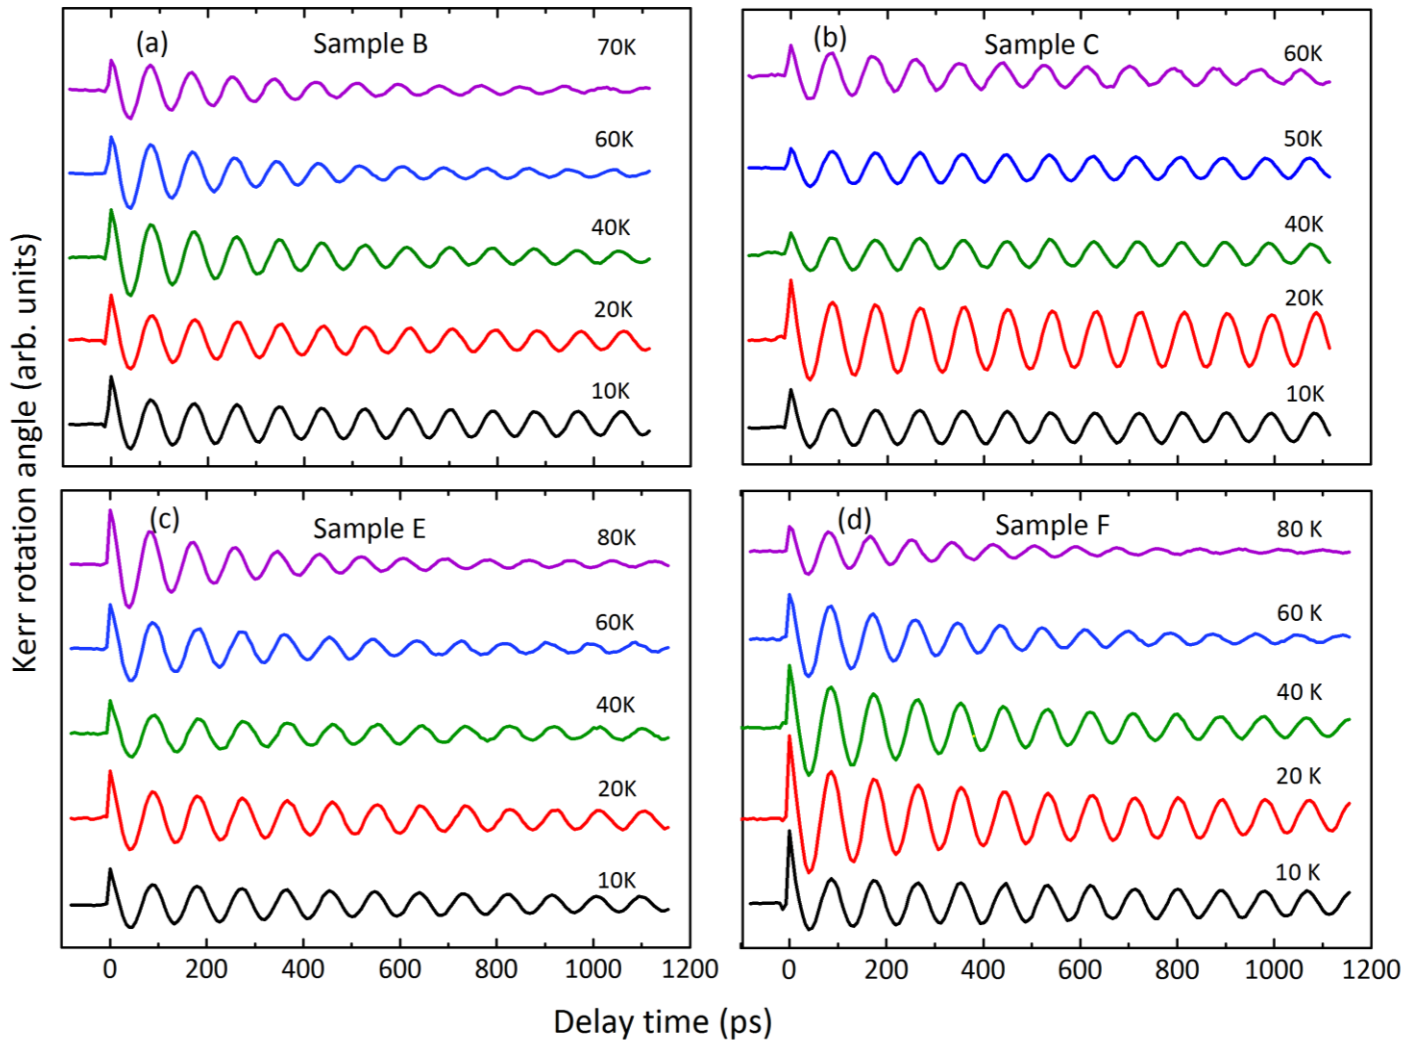 (a)
Sample B
70K
60K
40K
20K
10K
(b)
Sample C
60K
50K
40K
20K
10K
Kerr rotation angle (arb. units)
(c)
Sample E
80K
60K
40K
20K
10K
0 200 400 600 800 1000 1200
(d)
Sample F
80 K
60 K
40 K
20 K
10 K
0 200 400 600 800 1000 1200
Delay time (ps)